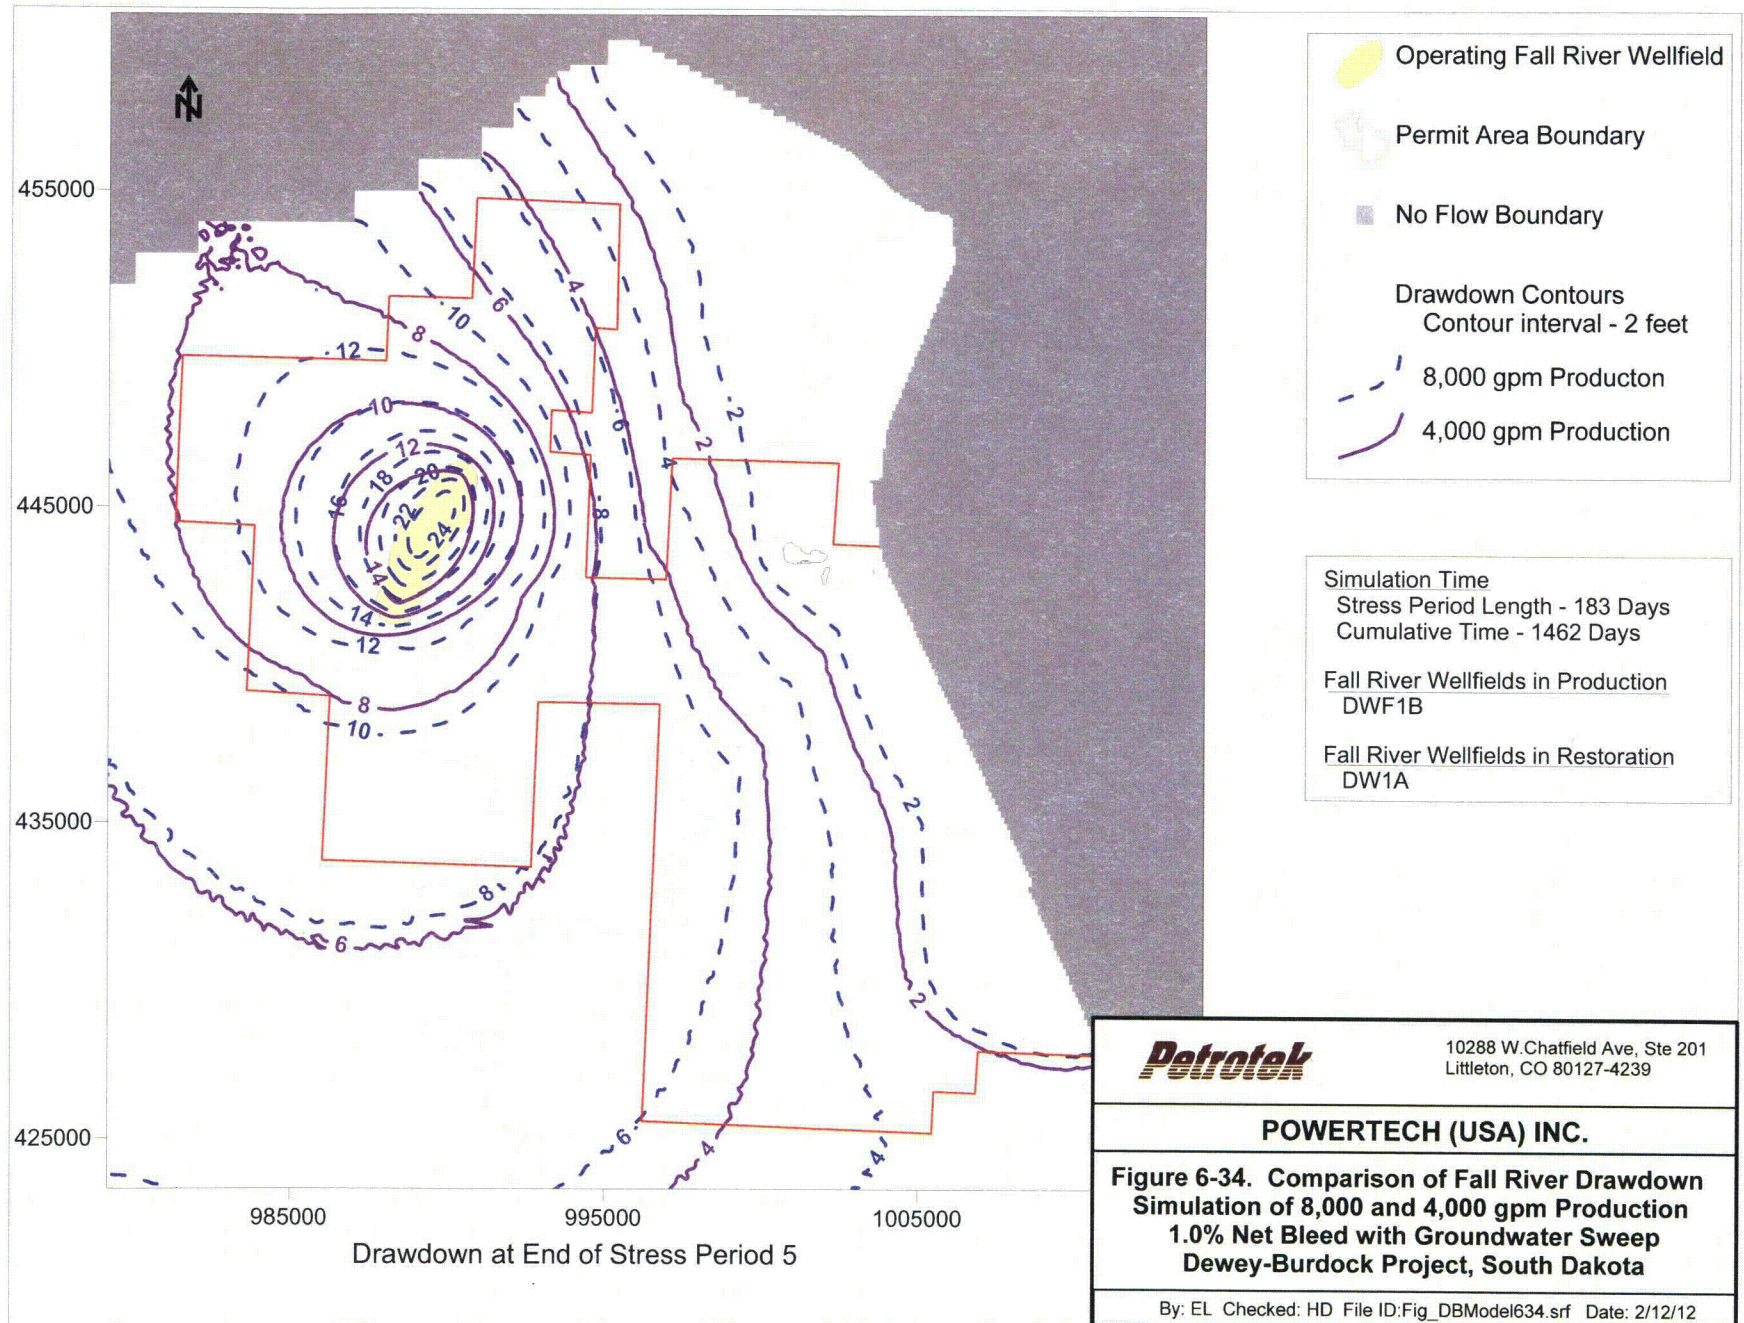 N
Operating Fall River Wellfield
Permit Area Boundary
No Flow Boundary
Drawdown Contours
Contour interval - 2 feet
8,000 gpm Producton
4,000 gpm Production
Simulation Time
Stress Period Length - 183 Days
Cumulative Time - 1462 Days
Fall River Wellfields in Production
DWF1B
Fall River Wellfields in Restoration
DW1A
455000
445000
435000
425000
985000
995000
1005000
4
6
10
8
12
10
12
20
18
16
22
24
14
14
12
8
10
6
8
6
8
4
2
2
2
2
6
4
4
Drawdown at End of Stress Period 5
Petrotek
10288 W.Chatfield Ave, Ste 201
Littleton, CO 80127-4239
POWERTECH (USA) INC.
Figure 6-34. Comparison of Fall River Drawdown
Simulation of 8,000 and 4,000 gpm Production
1.0% Net Bleed with Groundwater Sweep
Dewey-Burdock Project, South Dakota
By: EL Checked: HD File ID:Fig_DBModel634.srf Date: 2/12/12